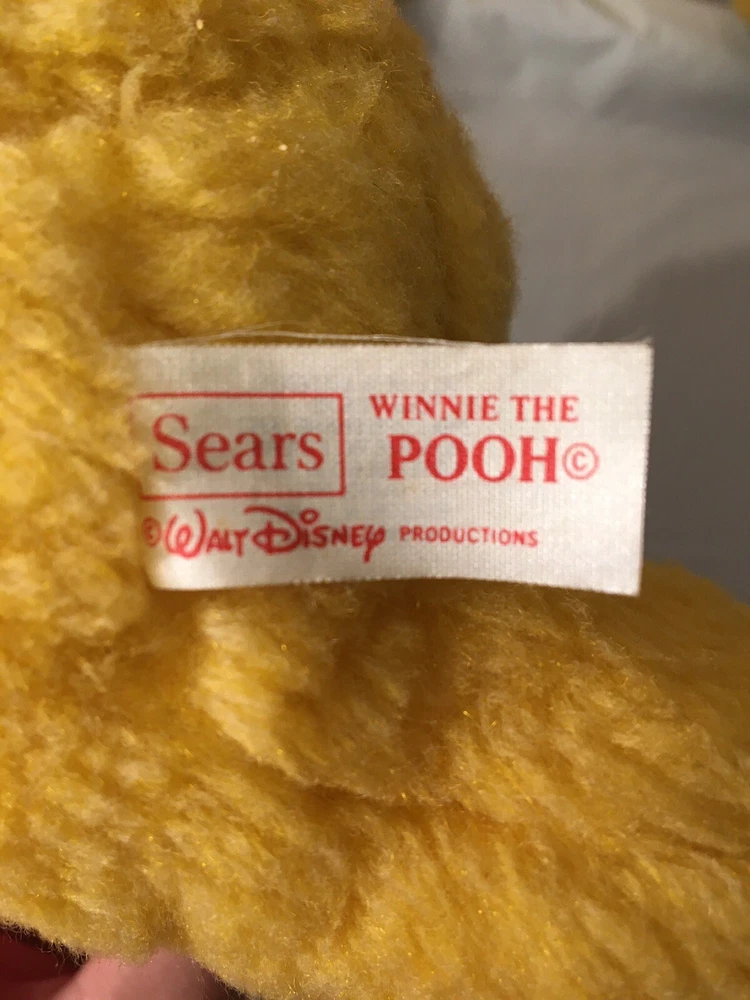 Sears
WINNIE THE
POOH©
© WALT DISNEY PRODUCTIONS